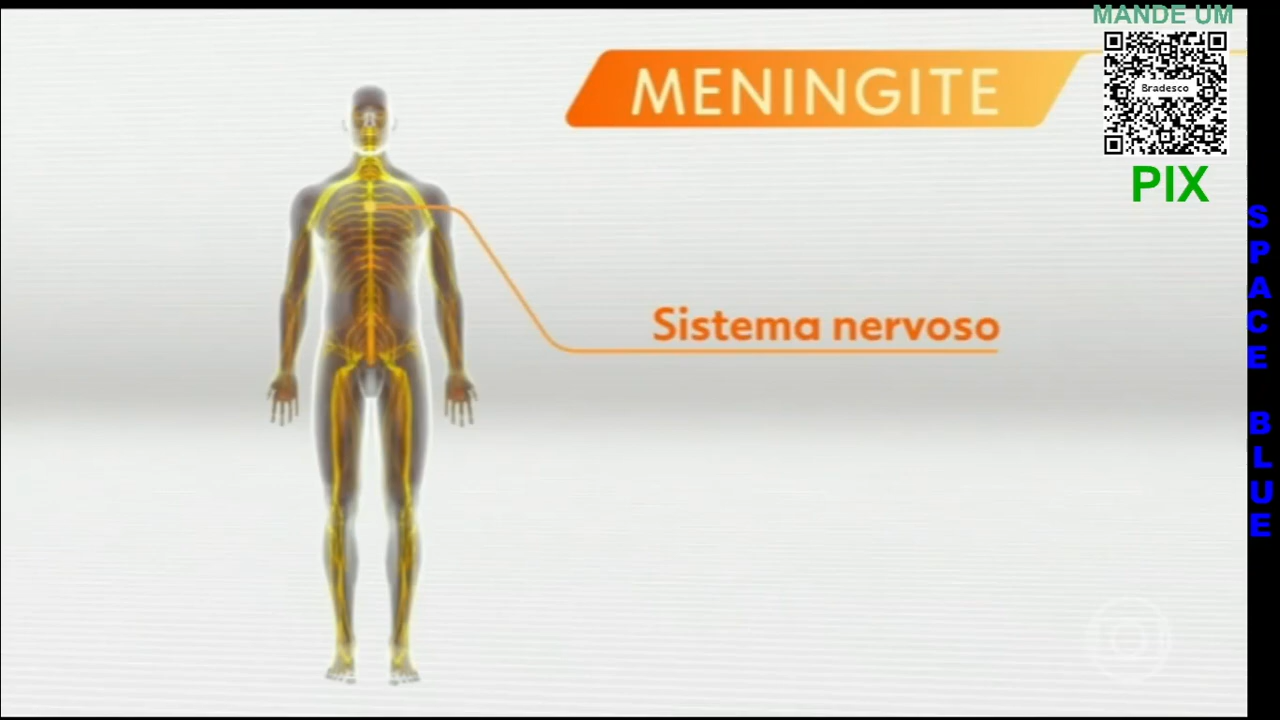 MANDE UM
MENINGITE
Bradesco
PIX
Sistema nervoso
SPACE BLUE